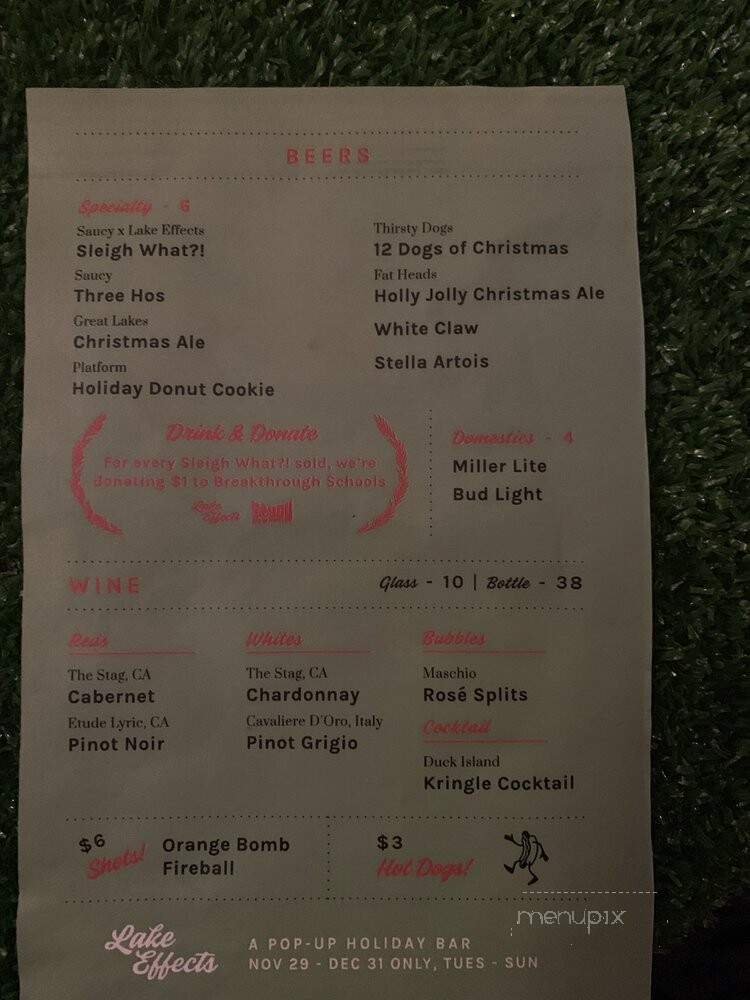 BEERS
Specialty - 6
Saucy x Lake Effects
Sleigh What?!
Saucy
Three Hos
Great Lakes
Christmas Ale
Platform
Holiday Donut Cookie
Thirsty Dogs
12 Dogs of Christmas
Fat Heads
Holly Jolly Christmas Ale
White Claw
Stella Artois
Drink & Donate
For every Sleigh What?! sold, we're
donating $1 to Breakthrough Schools
Lake
Effects
Domestics - 4
Miller Lite
Bud Light
WINE
Glass - 10 | Bottle - 38
Reds
The Stag, CA
Cabernet
Etude Lyric, CA
Pinot Noir
Whites
The Stag, CA
Chardonnay
Cavaliere D'Oro, Italy
Pinot Grigio
Bubbles
Maschio
Rosé Splits
Cocktail
Duck Island
Kringle Cocktail
$6
Shots!
Orange Bomb
Fireball
$3
Hot Dogs!
menupix
Lake
Effects
A POP-UP HOLIDAY BAR
NOV 29 - DEC 31 ONLY, TUES - SUN